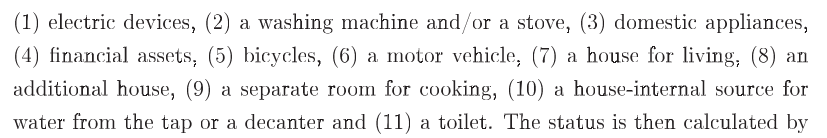 (1) electric devices, (2) a washing machine and/or a stove, (3) domestic appliances,
(4) financial assets, (5) bicycles, (6) a motor vehicle, (7) a house for living, (8) an
additional house, (9) a separate room for cooking, (10) a house-internal source for
water from the tap or a decanter and (11) a toilet. The status is then calculated by